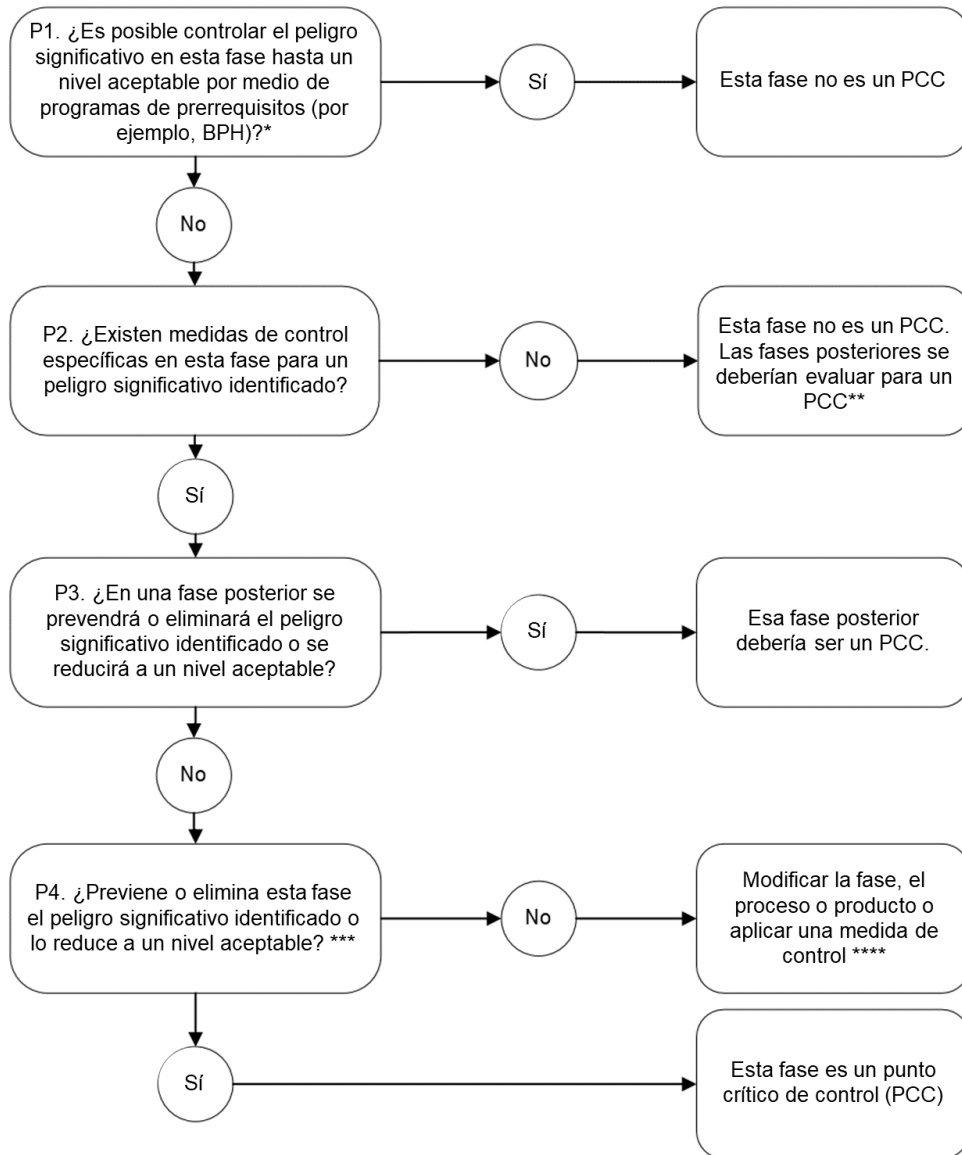 P1. ¿Es posible controlar el peligro
significativo en esta fase hasta un
nivel aceptable por medio de
programas de prerrequisitos (por
ejemplo, BPH)?*
Sí
Esta fase no es un PCC
No
P2. ¿Existen medidas de control
específicas en esta fase para un
peligro significativo identificado?
No
Esta fase no es un PCC.
Las fases posteriores se
deberían evaluar para un
PCC**
Sí
P3. ¿En una fase posterior se
prevendrá o eliminará el peligro
significativo identificado o se
reducirá a un nivel aceptable?
Sí
Esa fase posterior
debería ser un PCC.
No
P4. ¿Previene o elimina esta fase
el peligro significativo identificado o
lo reduce a un nivel aceptable? ***
No
Modificar la fase, el
proceso o producto o
aplicar una medida de
control ****
Sí
Esta fase es un punto
crítico de control (PCC)